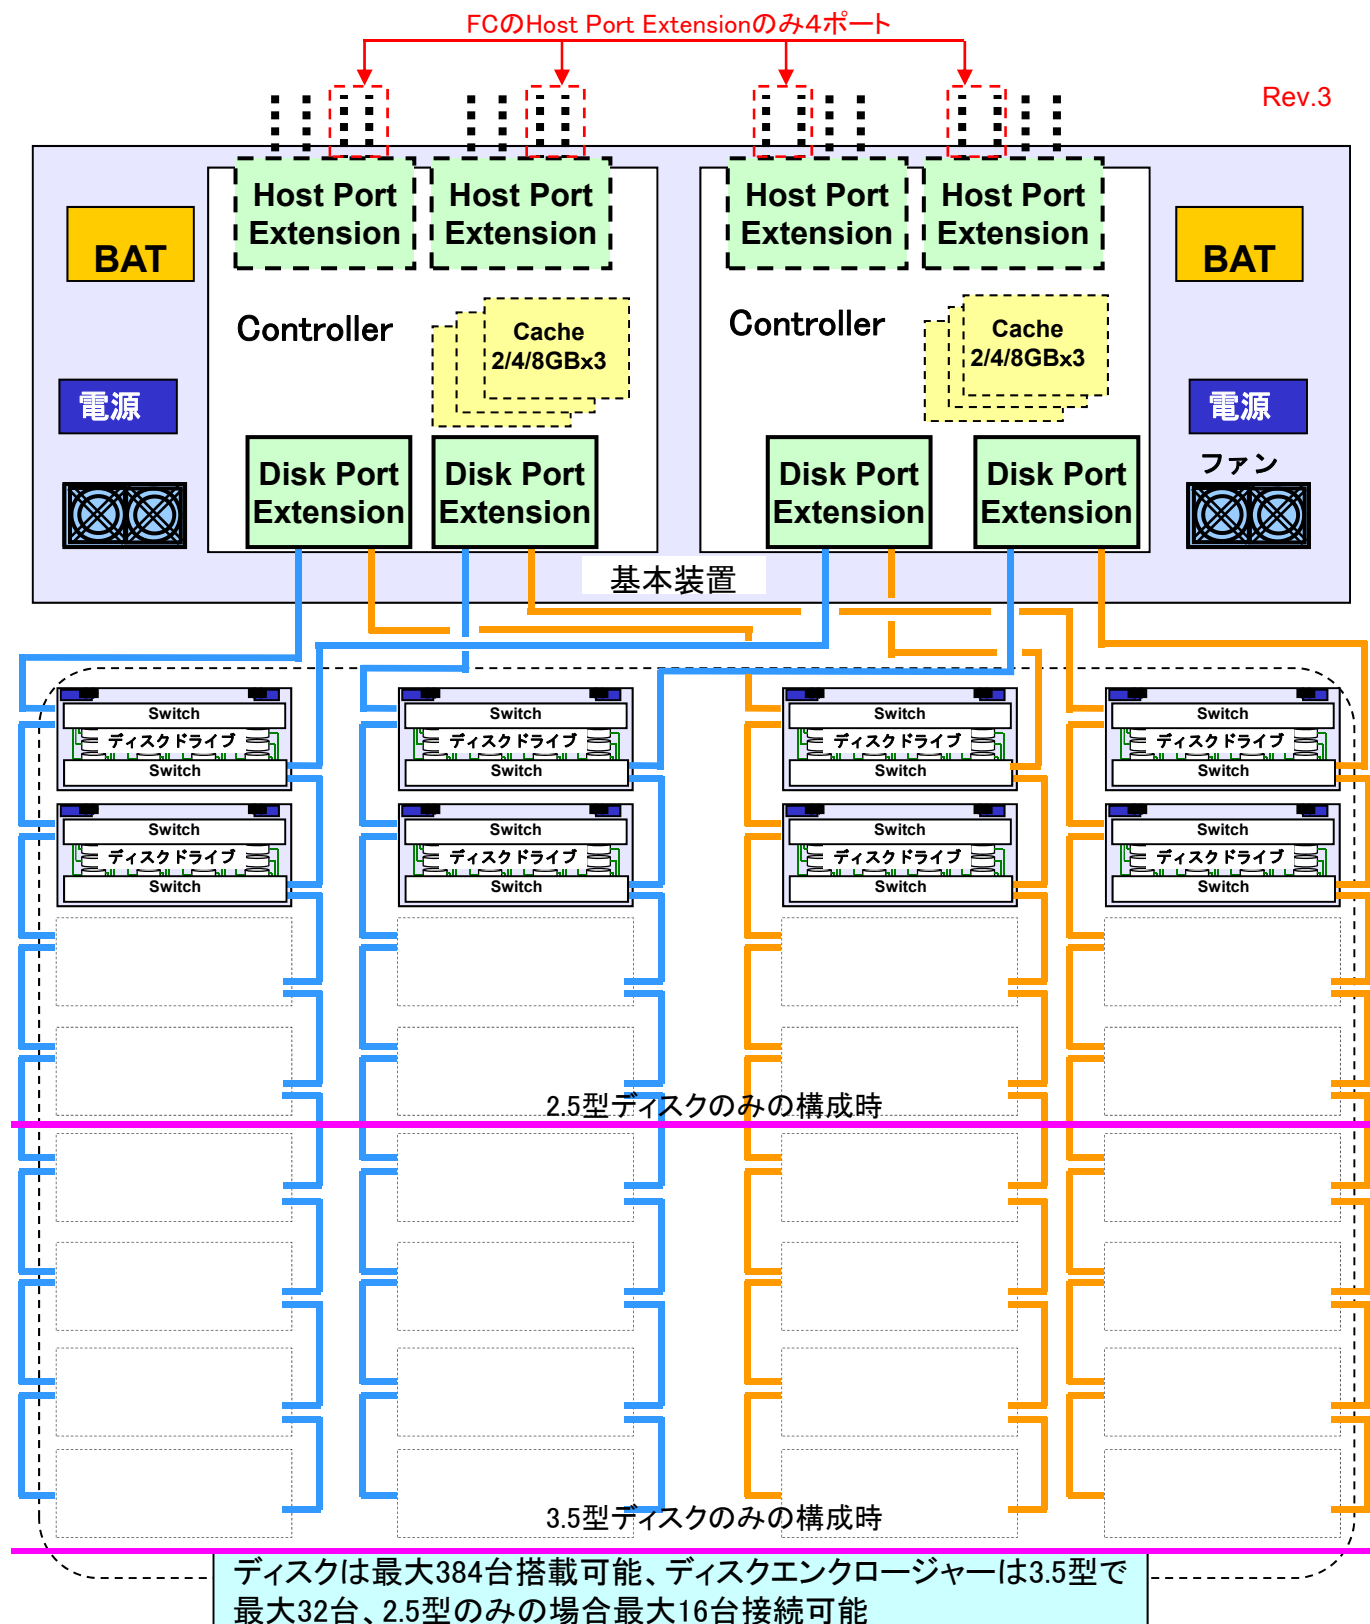 FCのHost Port Extensionのみ4ポート
Rev.3
Host Port
Extension
Host Port
Extension
Host Port
Extension
Host Port
Extension
BAT
BAT
Controller
Cache
2/4/8GBx3
Controller
Cache
2/4/8GBx3
電源
電源
ファン
Disk Port
Extension
Disk Port
Extension
Disk Port
Extension
Disk Port
Extension
基本装置
Switch
ディスクドライブ
Switch
Switch
ディスクドライブ
Switch
Switch
ディスクドライブ
Switch
Switch
ディスクドライブ
Switch
Switch
ディスクドライブ
Switch
Switch
ディスクドライブ
Switch
Switch
ディスクドライブ
Switch
Switch
ディスクドライブ
Switch
2.5型ディスクのみの構成時
3.5型ディスクのみの構成時
ディスクは最大384台搭載可能、ディスクエンクロージャーは3.5型で
最大32台、2.5型のみの場合最大16台接続可能